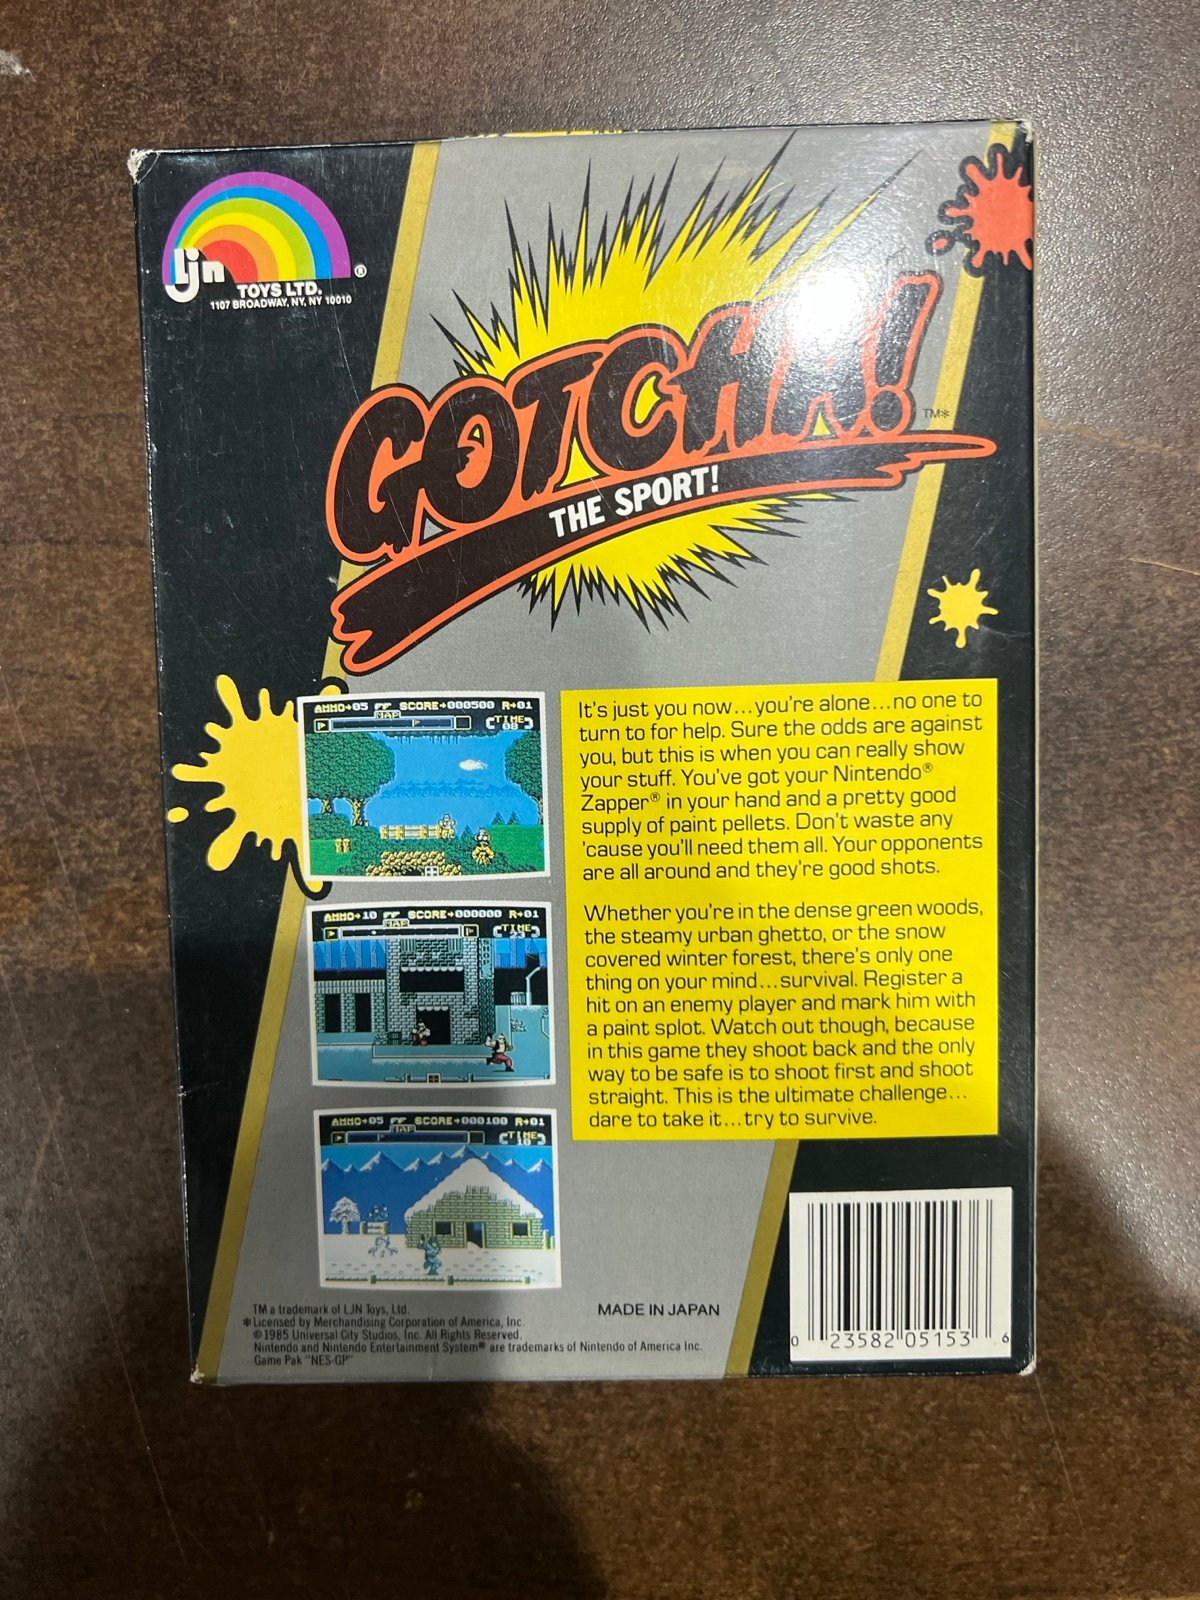 ljn
TOYS LTD.
®
1107 BROADWAY, NY, NY 10010
GOTCHA!
TM*
THE SPORT!
AMMO→05 SCORE→000500 R→01
MAP
TIME
08
It's just you now...you're alone...no one to
turn to for help. Sure the odds are against
you, but this is when you can really show
your stuff. You've got your Nintendo®
Zapper® in your hand and a pretty good
supply of paint pellets. Don't waste any
'cause you'll need them all. Your opponents
are all around and they're good shots.
AMMO→10 SCORE→000000 R→01
MAP
TIME
23
Whether you're in the dense green woods,
the steamy urban ghetto, or the snow
covered winter forest, there's only one
thing on your mind...survival. Register a
hit on an enemy player and mark him with
a paint splot. Watch out though, because
in this game they shoot back and the only
way to be safe is to shoot first and shoot
straight. This is the ultimate challenge...
dare to take it...try to survive.
AMMO→05 SCORE→000100 R→01
MAP
TIME
10
TM a trademark of LJN Toys, Ltd.
*Licensed by Merchandising Corporation of America, Inc.
©1985 Universal City Studios, Inc. All Rights Reserved.
Nintendo and Nintendo Entertainment System® are trademarks of Nintendo of America Inc.
Game Pak "NES-GP"
MADE IN JAPAN
0 23582 05153 6